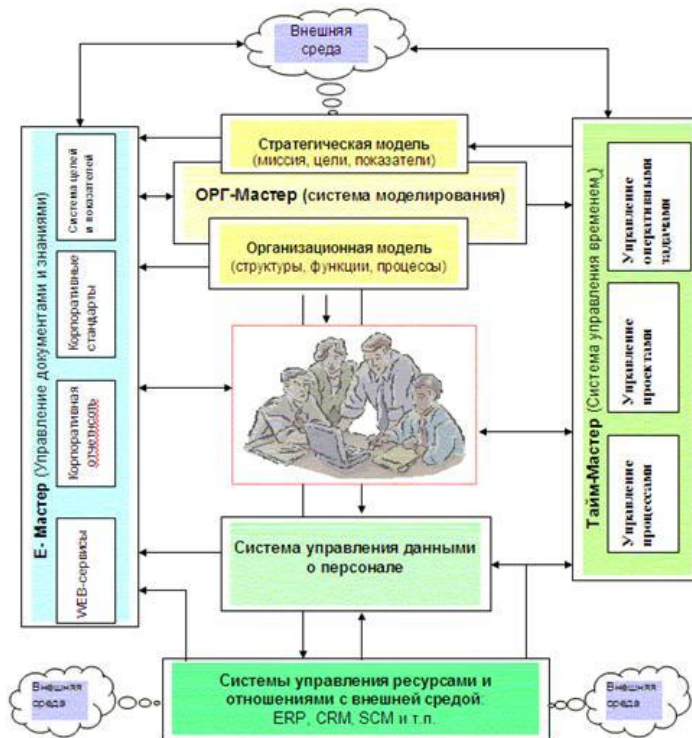 Внешняя
среда
Стратегическая модель
(миссия, цели, показатели)
ОРГ-Мастер (система моделирования)
Организационная модель
(структуры, функции, процессы)
Е- Мастер (Управление документами и знаниями)
Система целей
и показателей
Корпоративные
стандарты
Корпоративная
отчетность
WEB-сервисы
Тайм-Мастер (Система управления временем)
Управление
оперативными
задачами
Управление
проектами
Управление
процессами
Система управления данными
о персонале
Системы управления ресурсами и
отношениями с внешней средой:
ERP, CRM, SCM и т.п.
Внешняя
среда
Внешняя
среда